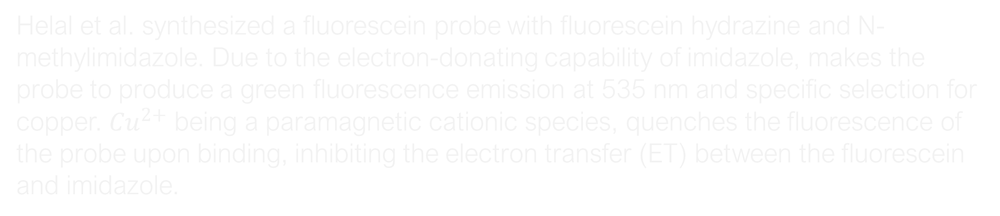 Helal et al. synthesized a fluorescein probe with fluorescein hydrazine and N-
methylimidazole. Due to the electron-donating capability of imidazole, makes the
probe to produce a green fluorescence emission at 535 nm and specific selection for
copper. 𝐶𝑢²⁺ being a paramagnetic cationic species, quenches the fluorescence of
the probe upon binding, inhibiting the electron transfer (ET) between the fluorescein
and imidazole.